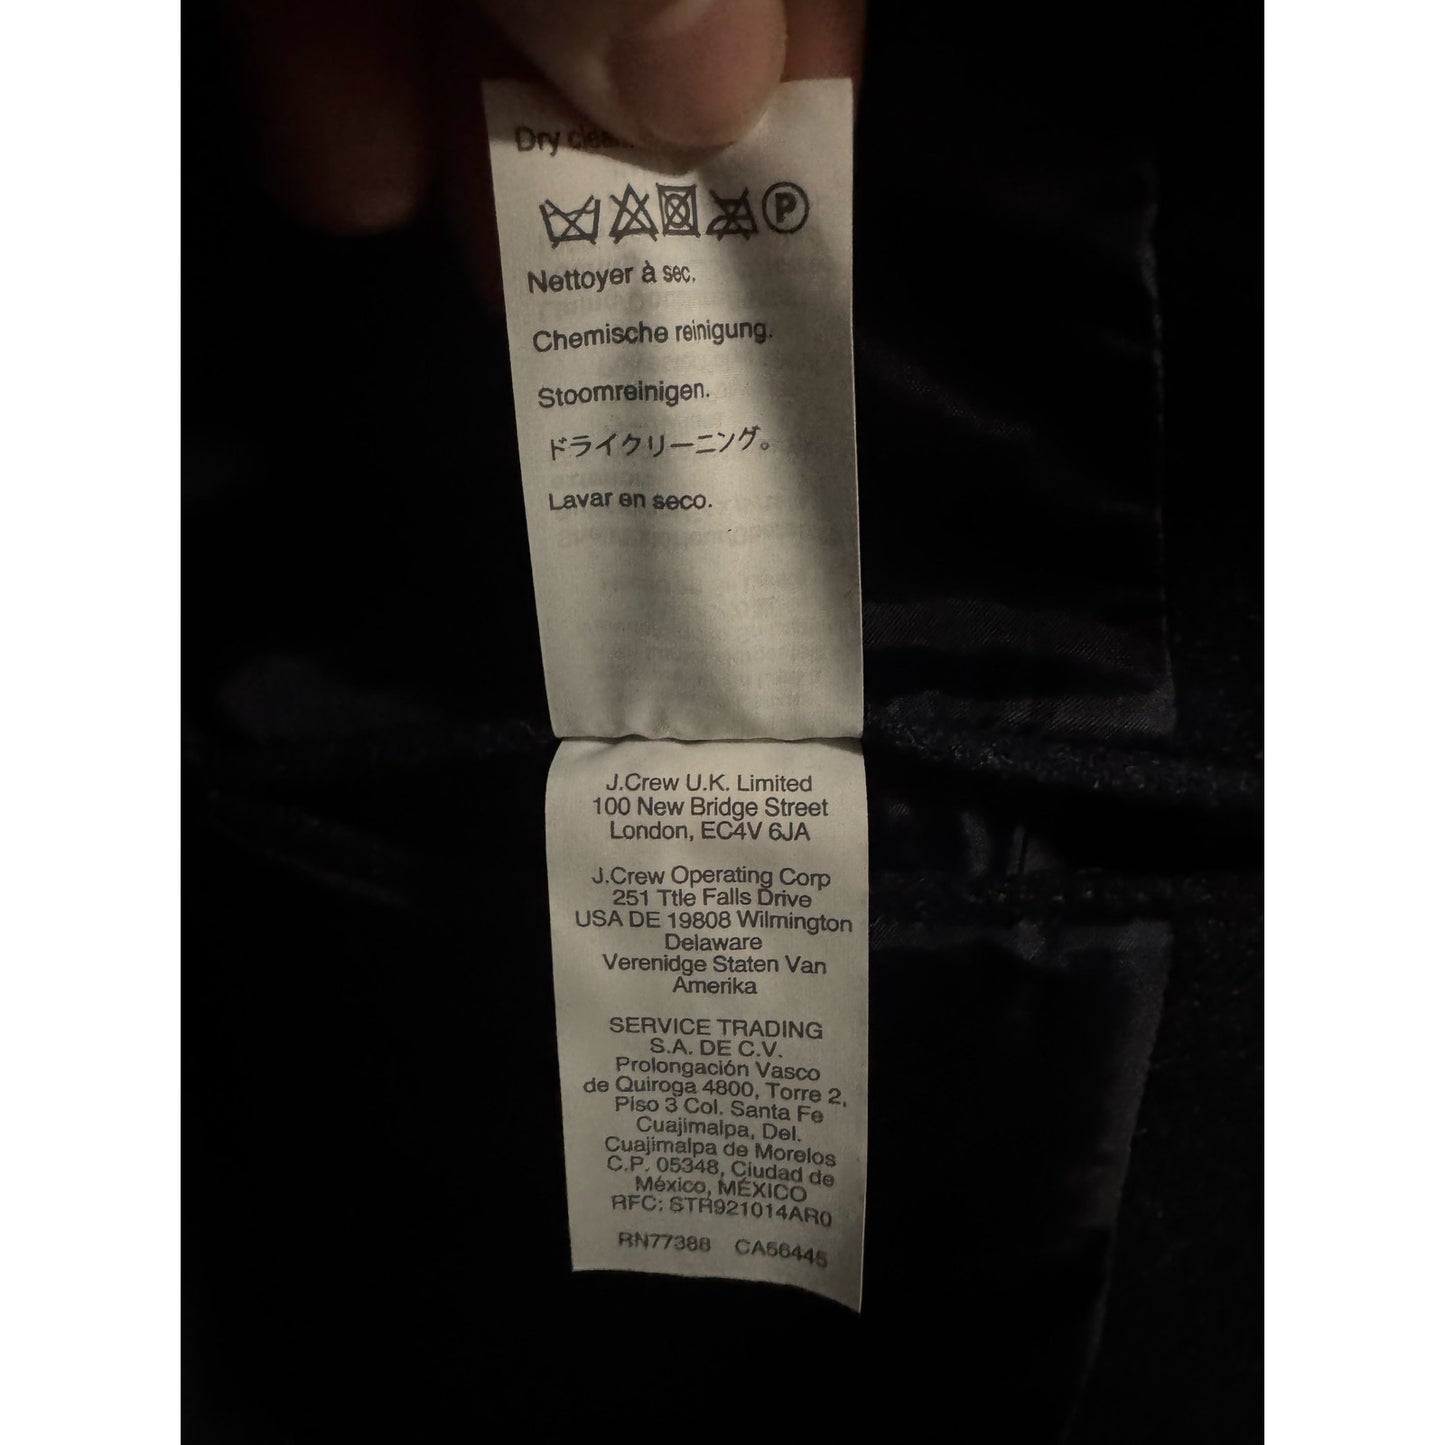 Dry clean.
P
Nettoyer à sec.
Chemische reinigung.
Stoomreinigen.
ドライクリーニング。
Lavar en seco.
J.Crew U.K. Limited
100 New Bridge Street
London, EC4V 6JA
J.Crew Operating Corp
251 Ttle Falls Drive
USA DE 19808 Wilmington
Delaware
Verenidge Staten Van
Amerika
SERVICE TRADING
S.A. DE C.V.
Prolongación Vasco
de Quiroga 4800, Torre 2,
Piso 3 Col. Santa Fe
Cuajimalpa, Del.
Cuajimalpa de Morelos
C.P. 05348, Ciudad de
México, MÉXICO
RFC: STR921014AR0
RN77388 CA56445